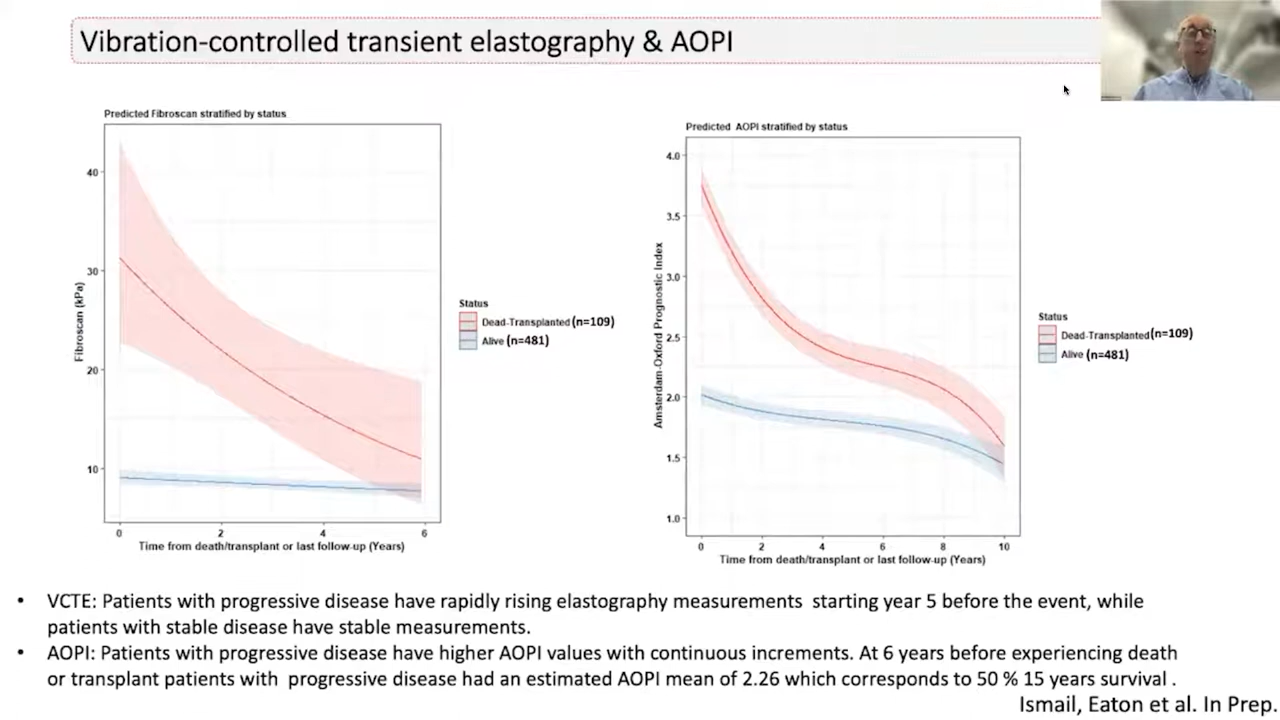 Vibration-controlled transient elastography & AOPI
Predicted Fibroscan stratified by status
40
30
20
10
Fibroscan (kPa)
0 2 4 6
Time from death/transplant or last follow-up (Years)
Status
Dead-Transplanted (n=109)
Alive (n=481)
Predicted AOPI stratified by status
4.0
3.5
3.0
2.5
2.0
1.5
1.0
Amsterdam-Oxford Prognostic Index
0 2 4 6 8 10
Time from death/transplant or last follow-up (Years)
Status
Dead-Transplanted (n=109)
Alive (n=481)
• VCTE: Patients with progressive disease have rapidly rising elastography measurements starting year 5 before the event, while
patients with stable disease have stable measurements.
• AOPI: Patients with progressive disease have higher AOPI values with continuous increments. At 6 years before experiencing death
or transplant patients with progressive disease had an estimated AOPI mean of 2.26 which corresponds to 50 % 15 years survival .
Ismail, Eaton et al. In Prep.